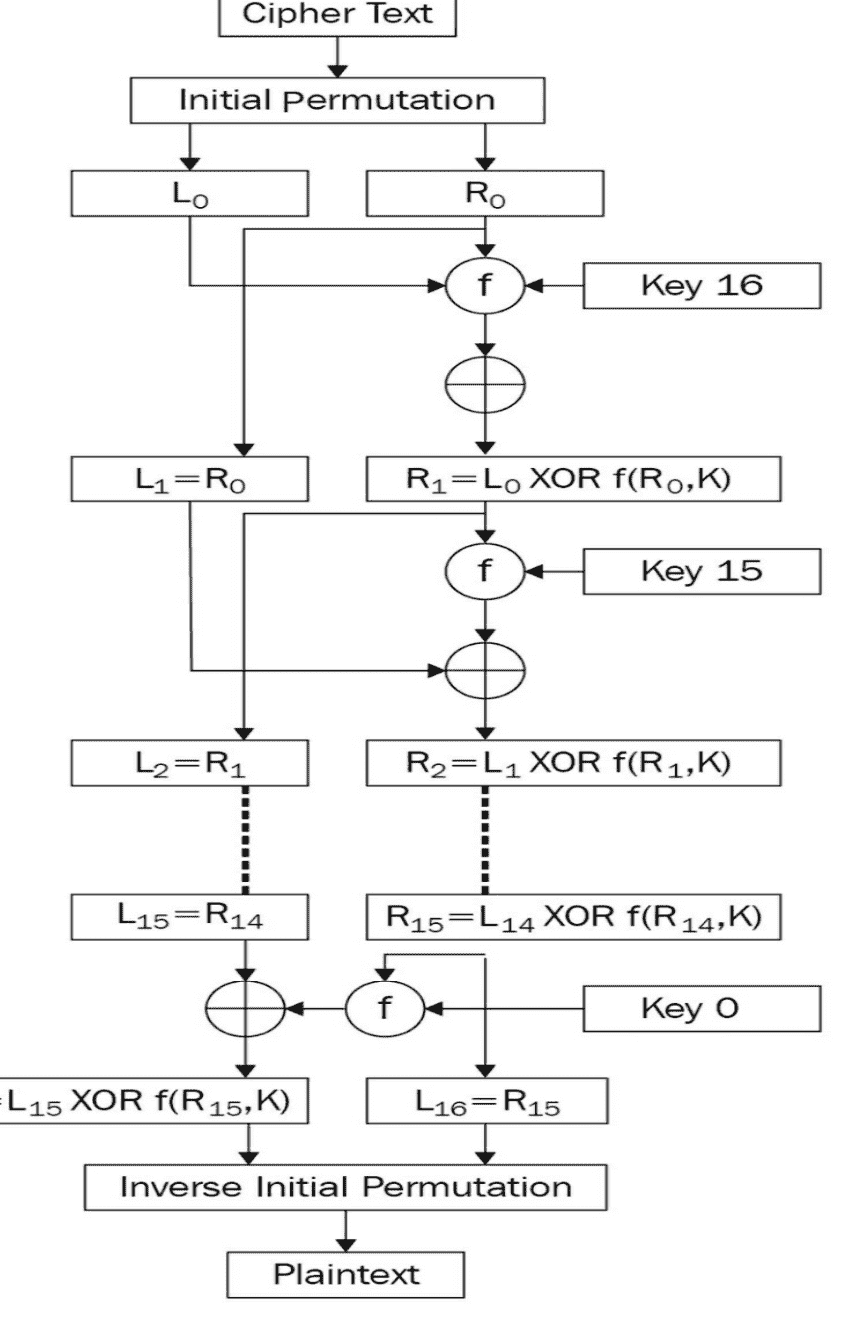 Cipher Text
Initial Permutation
L₀
R₀
f
Key 16
L₁=R₀
R₁=L₀ XOR f(R₀,K)
f
Key 15
L₂=R₁
R₂=L₁ XOR f(R₁,K)
L₁₅=R₁₄
R₁₅=L₁₄ XOR f(R₁₄,K)
f
Key 0
=L₁₅ XOR f(R₁₅,K)
L₁₆=R₁₅
Inverse Initial Permutation
Plaintext